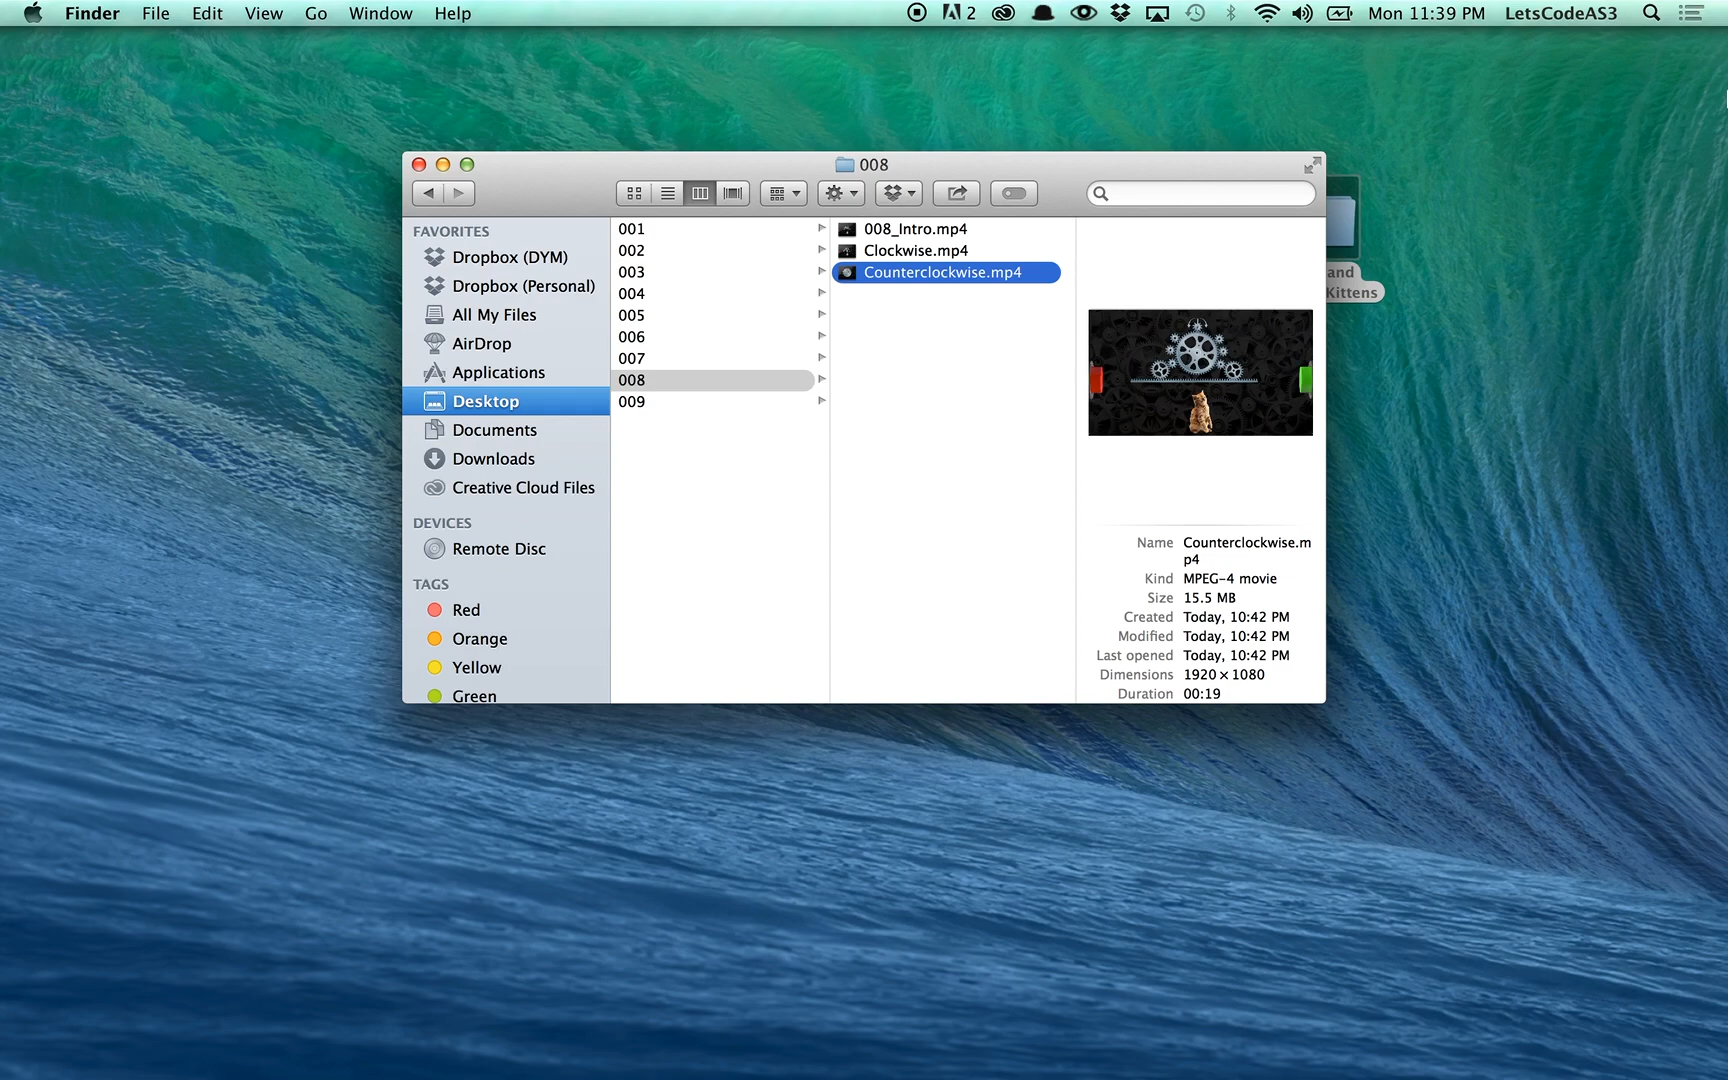 Finder File Edit View Go Window Help 2 Mon 11:39 PM LetsCodeAS3
008
FAVORITES
Dropbox (DYM)
Dropbox (Personal)
All My Files
AirDrop
Applications
Desktop
Documents
Downloads
Creative Cloud Files
DEVICES
Remote Disc
TAGS
Red
Orange
Yellow
Green
001
002
003
004
005
006
007
008
009
008_Intro.mp4
Clockwise.mp4
Counterclockwise.mp4
Name Counterclockwise.m
p4
Kind MPEG-4 movie
Size 15.5 MB
Created Today, 10:42 PM
Modified Today, 10:42 PM
Last opened Today, 10:42 PM
Dimensions 1920 × 1080
Duration 00:19
and
Kittens